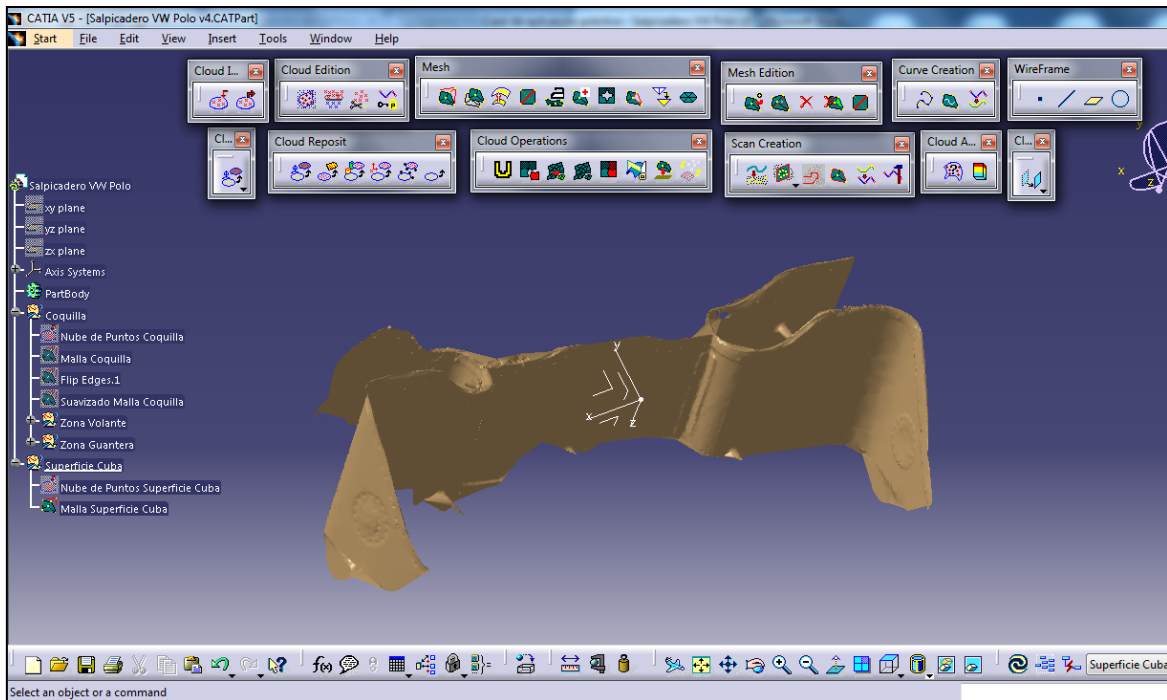 CATIA V5 - [Salpicadero VW Polo v4.CATPart]
Start File Edit View Insert Tools Window Help
Cloud I... Cloud Edition Mesh Mesh Edition Curve Creation WireFrame
Cl... Cloud Reposit Cloud Operations Scan Creation Cloud A... Cl...
Salpicadero VW Polo
xy plane
yz plane
zx plane
Axis Systems
PartBody
Coquilla
Nube de Puntos Coquilla
Malla Coquilla
Flip Edges.1
Suavizado Malla Coquilla
Zona Volante
Zona Guantera
Superficie Cuba
Nube de Puntos Superficie Cuba
Malla Superficie Cuba
y
x
z
y
x
z
f(x)
Superficie Cuba
Select an object or a command